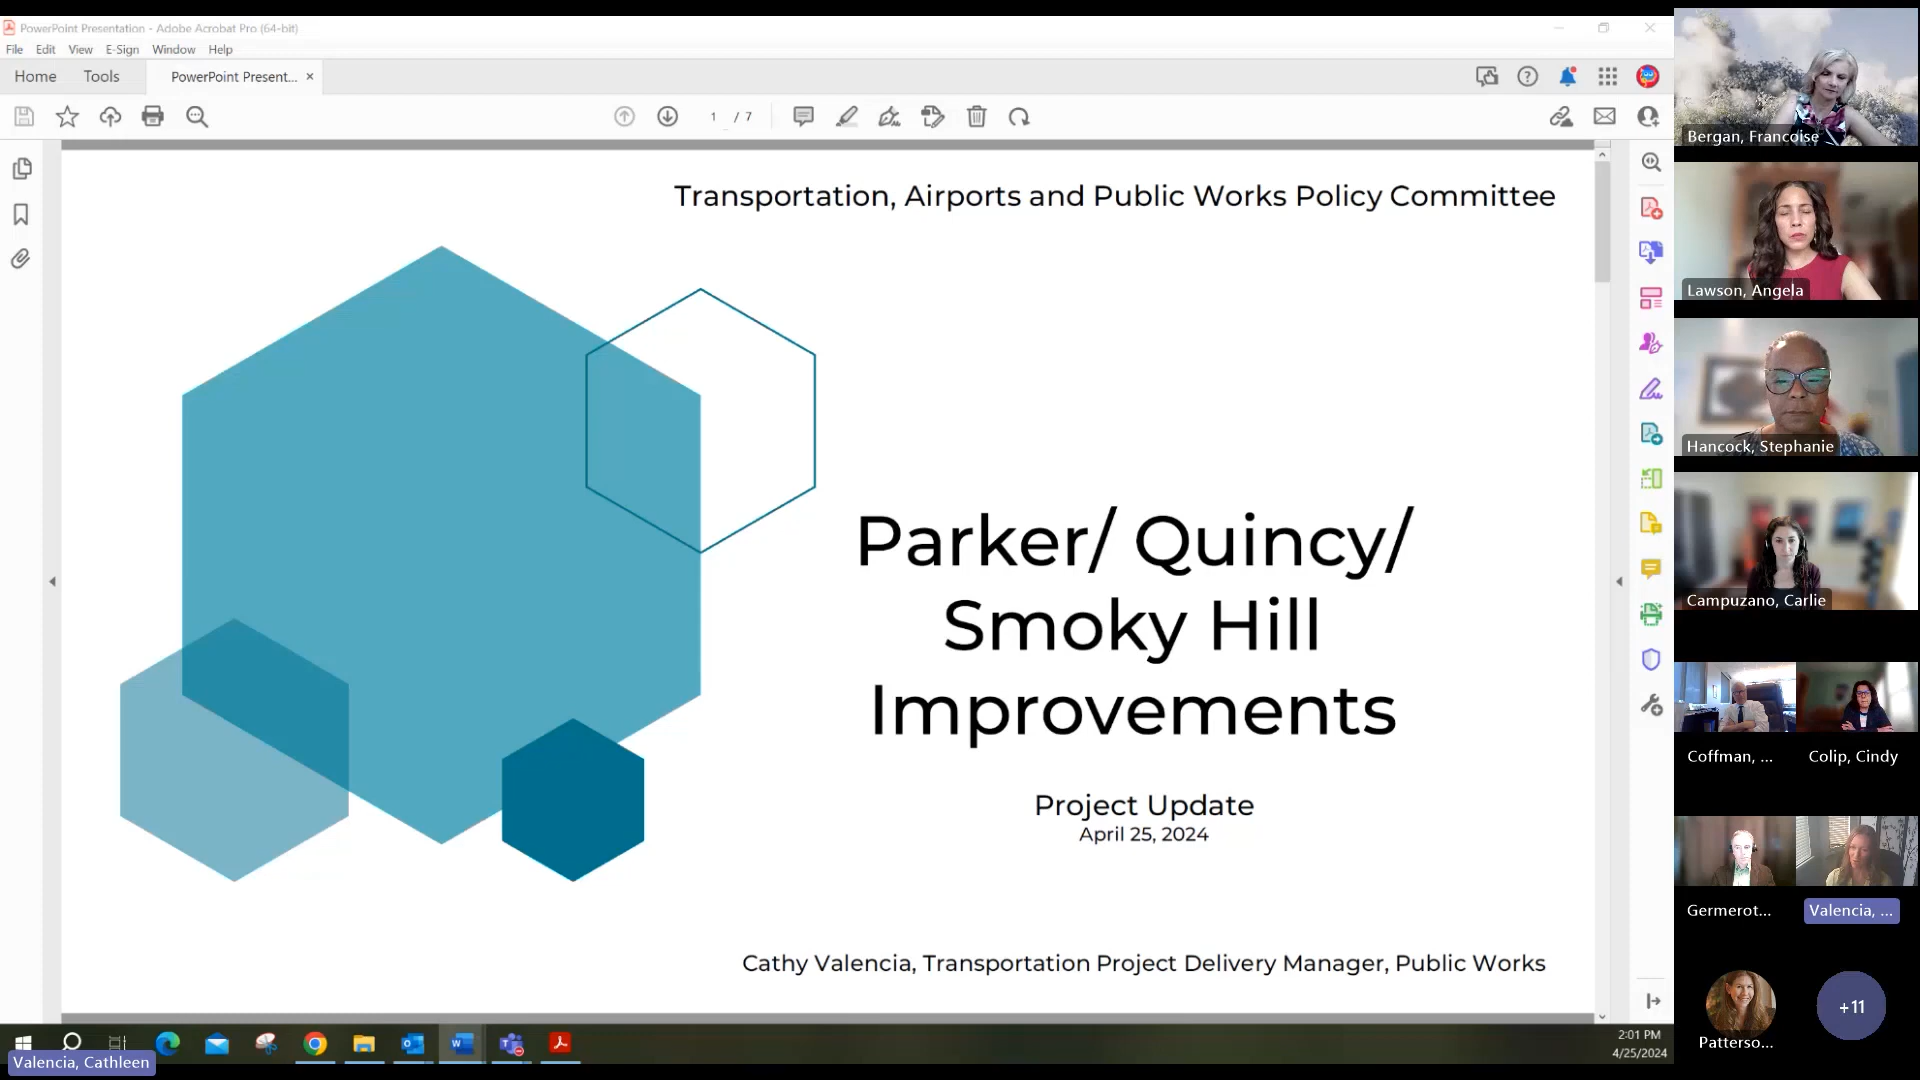 PowerPoint Presentation - Adobe Acrobat Pro (64-bit)
File Edit View E-Sign Window Help
Home Tools PowerPoint Present... ×
1 / 7
Transportation, Airports and Public Works Policy Committee
Parker/ Quincy/
Smoky Hill
Improvements
Project Update
April 25, 2024
Cathy Valencia, Transportation Project Delivery Manager, Public Works
2:01 PM
4/25/2024
Valencia, Cathleen
Bergan, Francoise
Lawson, Angela
Hancock, Stephanie
Campuzano, Carlie
Coffman, ...
Colip, Cindy
Germerot...
Valencia, ...
Patterso...
+11